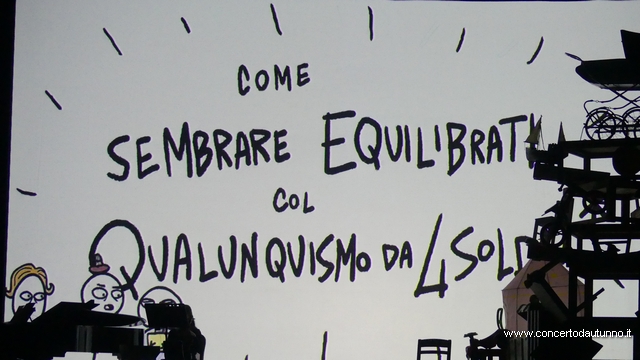 COME
SEMBRARE EQUILIBRATI
COL
QUALUNQUISMO DA 4 SOLDI
www.concertodautunno.it